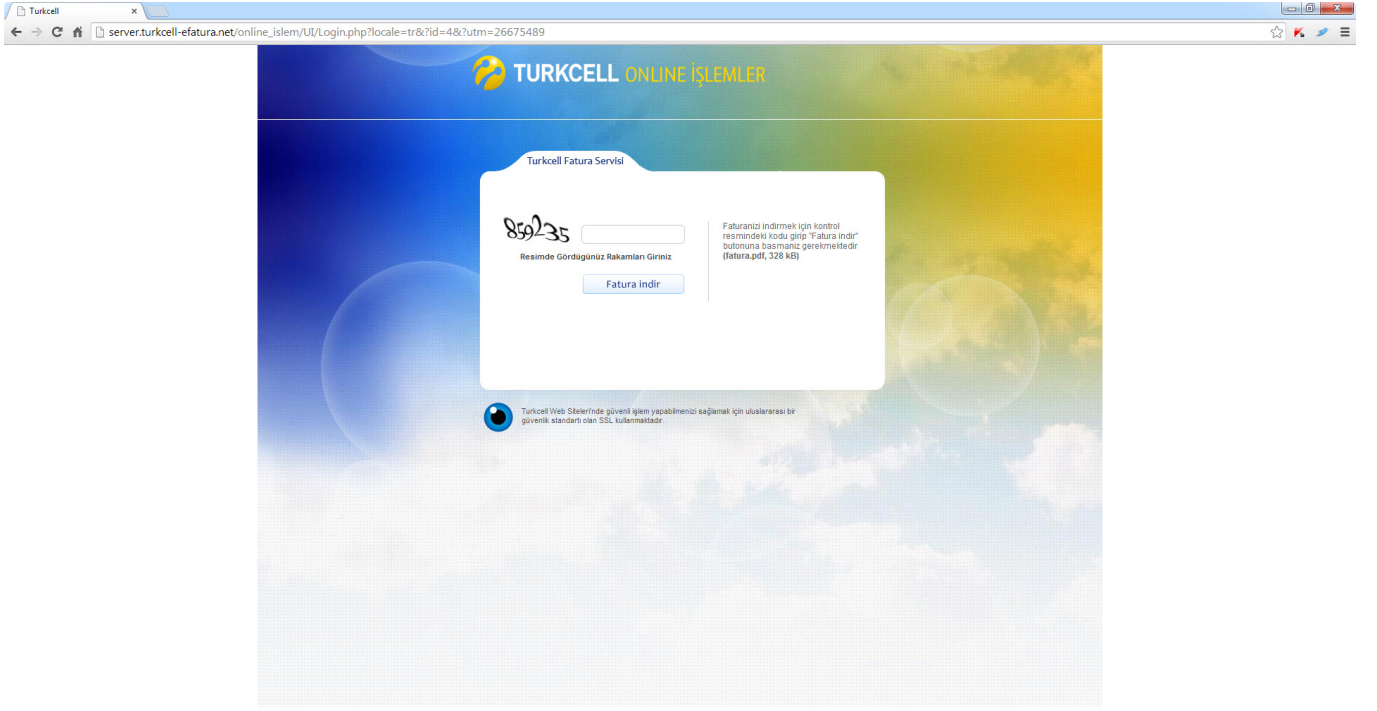 Turkcell
server.turkcell-efatura.net/online_islem/UI/Login.php?locale=tr&?id=4&?utm=26675489
TURKCELL ONLINE İŞLEMLER
Turkcell Fatura Servisi
859235
Resimde Gördüğünüz Rakamları Giriniz
Fatura indir
Faturanizi indirmek için kontrol
resmindeki kodu girip "Fatura indir"
butonuna basmaniz gerekmektedir
(fatura.pdf, 328 kB)
Turkcell Web Siteleri'nde güvenli işlem yapabilmenizi sağlamak için uluslararası bir
güvenlik standartı olan SSL kullanmaktadır.